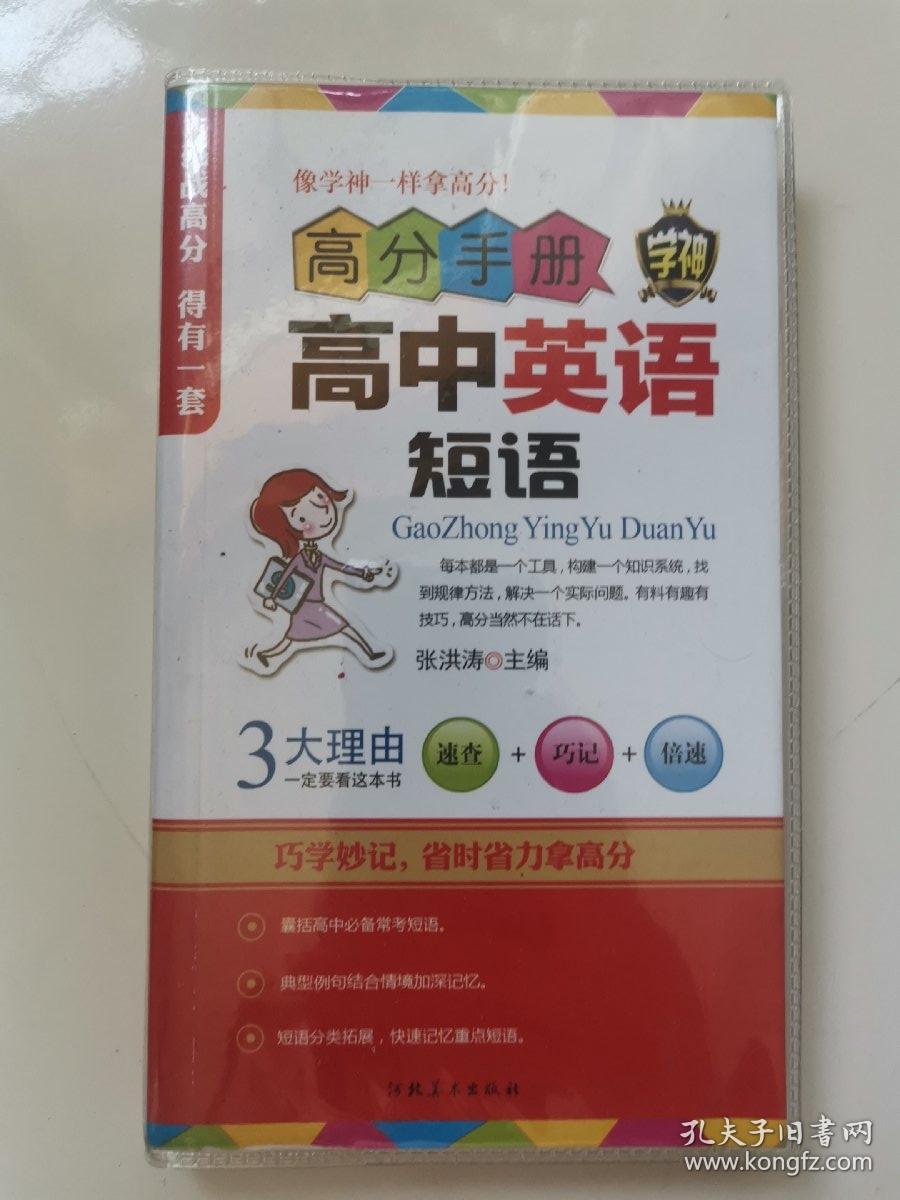 战高分 得有一套
像学神一样拿高分!
高分手册
学神
高中英语
短语
GaoZhong YingYu DuanYu
每本都是一个工具，构建一个知识系统，找
到规律方法，解决一个实际问题。有料有趣有
技巧，高分当然不在话下。
张洪涛◎主编
3大理由
一定要看这本书
速查+巧记+倍速
巧学妙记，省时省力拿高分
囊括高中必备常考短语。
典型例句结合情境加深记忆。
短语分类拓展，快速记忆重点短语。
河北美术出版社
孔夫子旧书网
www.kongfz.com